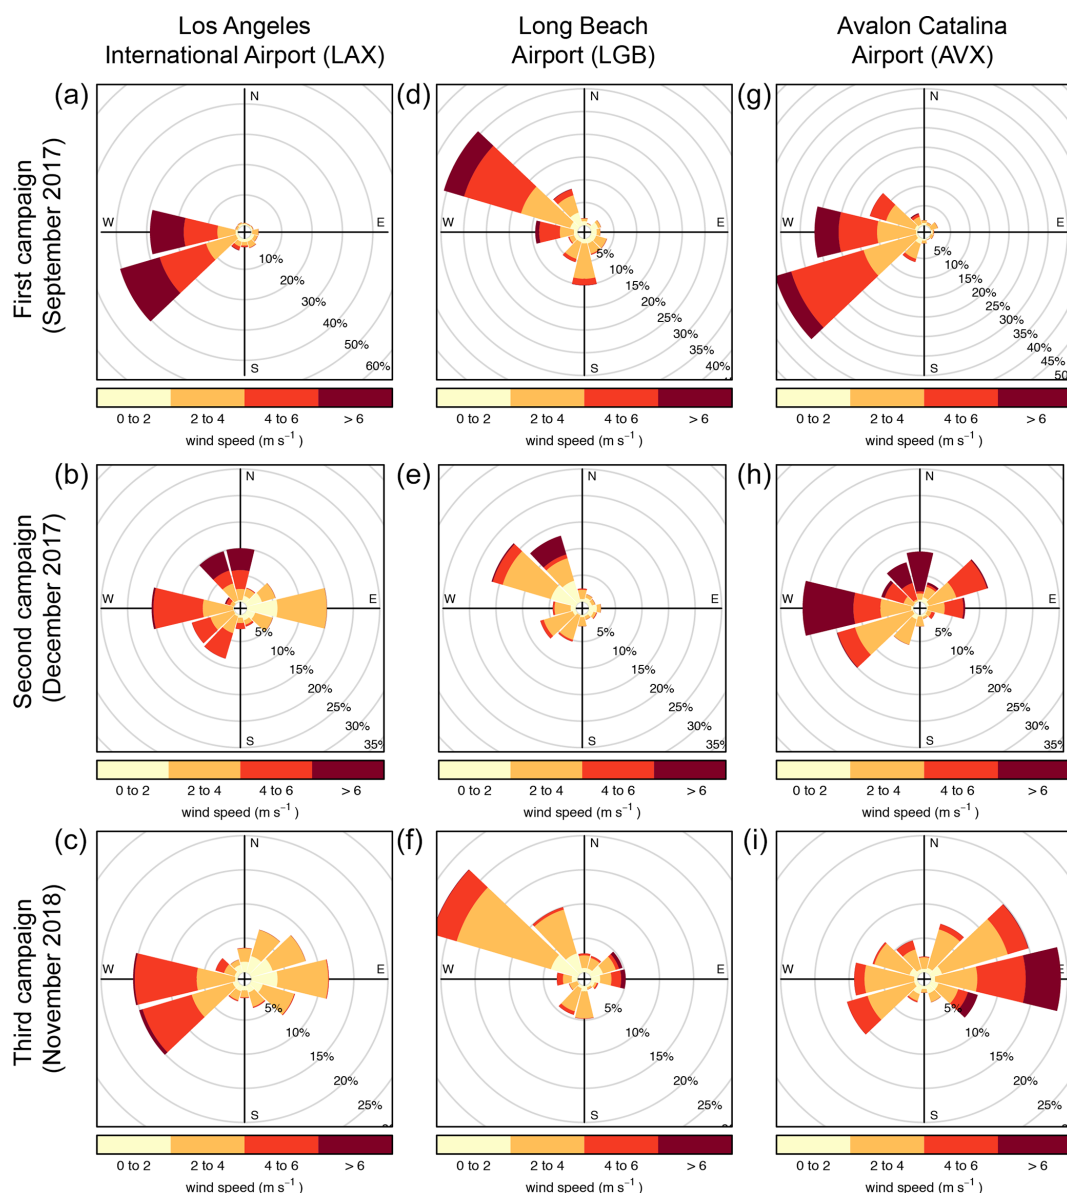 Los Angeles
International Airport (LAX)
Long Beach
Airport (LGB)
Avalon Catalina
Airport (AVX)
First campaign
(September 2017)
(a)
N
W
E
S
10%
20%
30%
40%
50%
60%
0 to 2
2 to 4
4 to 6
> 6
wind speed (m s⁻¹ )
(d)
N
W
E
S
5%
10%
15%
20%
25%
30%
35%
40%
0 to 2
2 to 4
4 to 6
> 6
wind speed (m s⁻¹ )
(g)
N
W
E
S
5%
10%
15%
20%
25%
30%
35%
40%
45%
50
0 to 2
2 to 4
4 to 6
> 6
wind speed (m s⁻¹ )
Second campaign
(December 2017)
(b)
N
W
E
S
5%
10%
15%
20%
25%
30%
35%
0 to 2
2 to 4
4 to 6
> 6
wind speed (m s⁻¹ )
(e)
N
W
E
S
5%
10%
15%
20%
25%
30%
35%
0 to 2
2 to 4
4 to 6
> 6
wind speed (m s⁻¹ )
(h)
N
W
E
S
5%
10%
15%
20%
25%
30%
35%
0 to 2
2 to 4
4 to 6
> 6
wind speed (m s⁻¹ )
Third campaign
(November 2018)
(c)
N
W
E
S
5%
10%
15%
20%
25%
0 to 2
2 to 4
4 to 6
> 6
wind speed (m s⁻¹ )
(f)
N
W
E
S
5%
10%
15%
20%
25%
0 to 2
2 to 4
4 to 6
> 6
wind speed (m s⁻¹ )
(i)
N
W
E
S
5%
10%
15%
20%
25%
0 to 2
2 to 4
4 to 6
> 6
wind speed (m s⁻¹ )